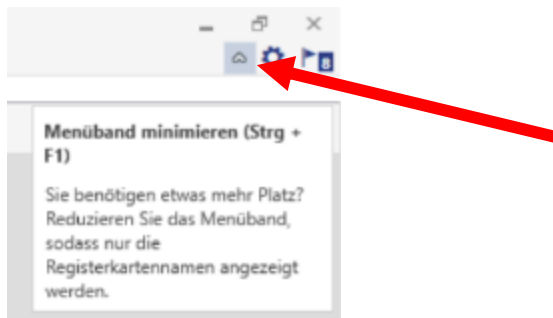 8
Menüband minimieren (Strg +
F1)
Sie benötigen etwas mehr Platz?
Reduzieren Sie das Menüband,
sodass nur die
Registerkartennamen angezeigt
werden.